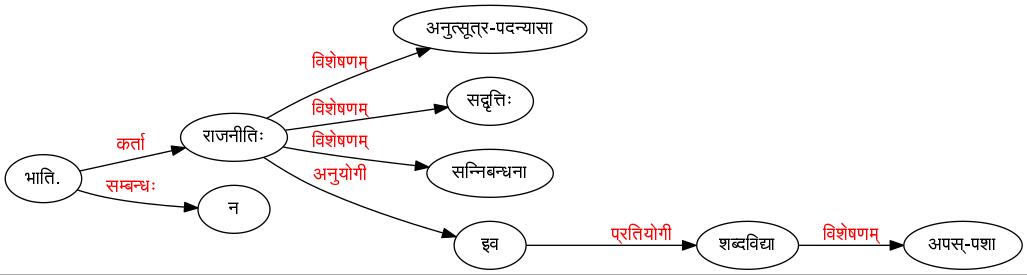 अनुत्सूत्र-पदन्यासा
विशेषणम्
विशेषणम्
सद्वृत्तिः
विशेषणम्
कर्ता
राजनीतिः
सन्निबन्धना
अनुयोगी
भाति.
सम्बन्धः
न
इव
प्रतियोगी
शब्दविद्या
विशेषणम्
अपस्-पशा